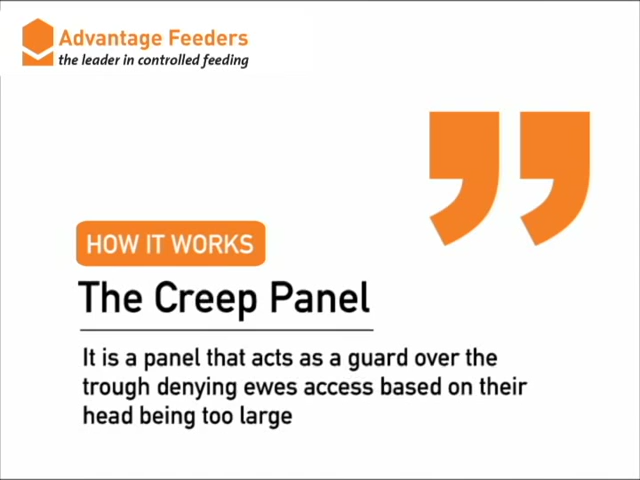 Advantage Feeders
the leader in controlled feeding
HOW IT WORKS
The Creep Panel
It is a panel that acts as a guard over the
trough denying ewes access based on their
head being too large